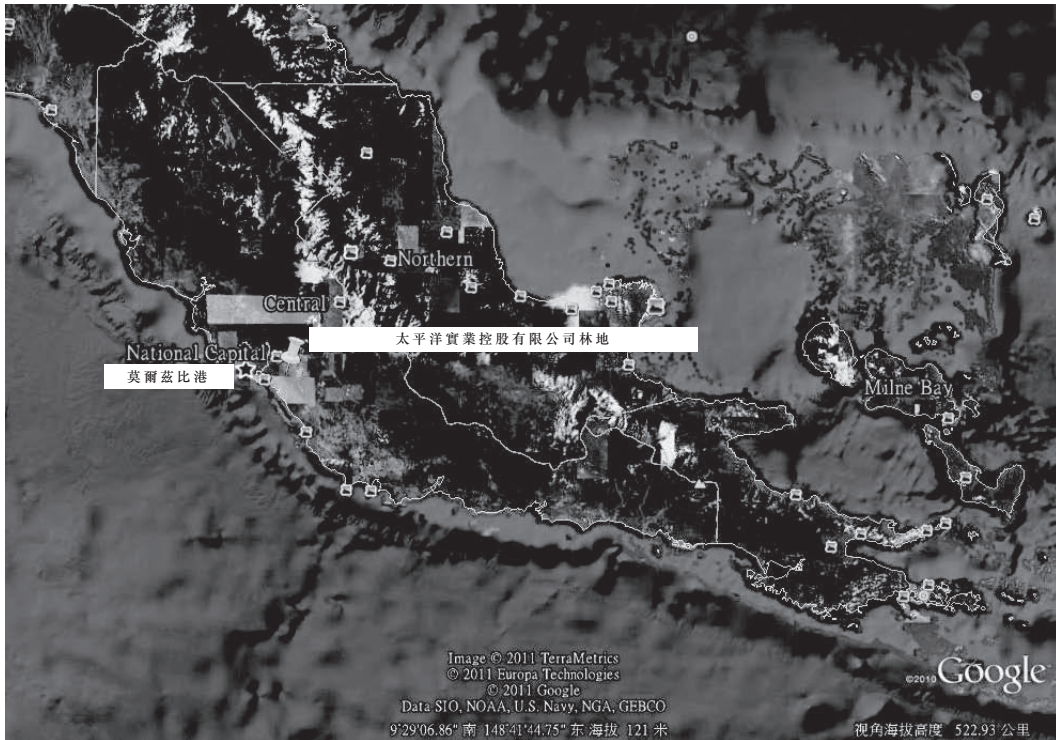 Northern
Central
太平洋實業控股有限公司林地
National Capital
莫爾茲比港
Milne Bay
Image © 2011 TerraMetrics
© 2011 Europa Technologies
© 2011 Google
Data SIO, NOAA, U.S. Navy, NGA, GEBCO
©2010 Google
9°29'06.86" 南 148°41'44.75" 东 海拔 121 米
视角海拔高度 522.93 公里